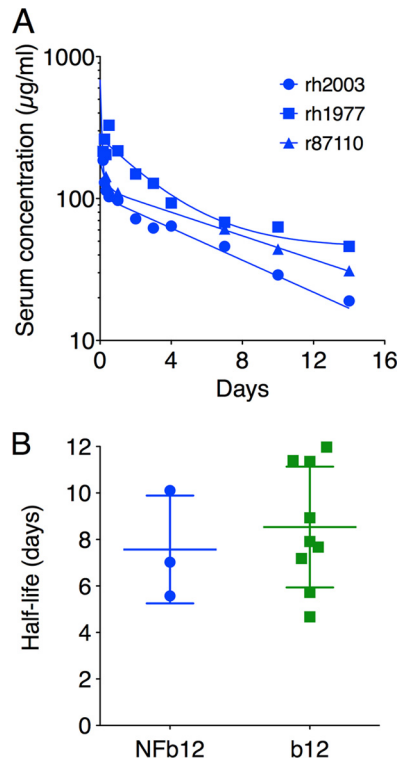 A
Serum concentration (µg/ml)
1000
100
10
rh2003
rh1977
r87110
0 4 8 12 16
Days
B
Half-life (days)
12
10
8
6
4
2
0
NFb12 b12